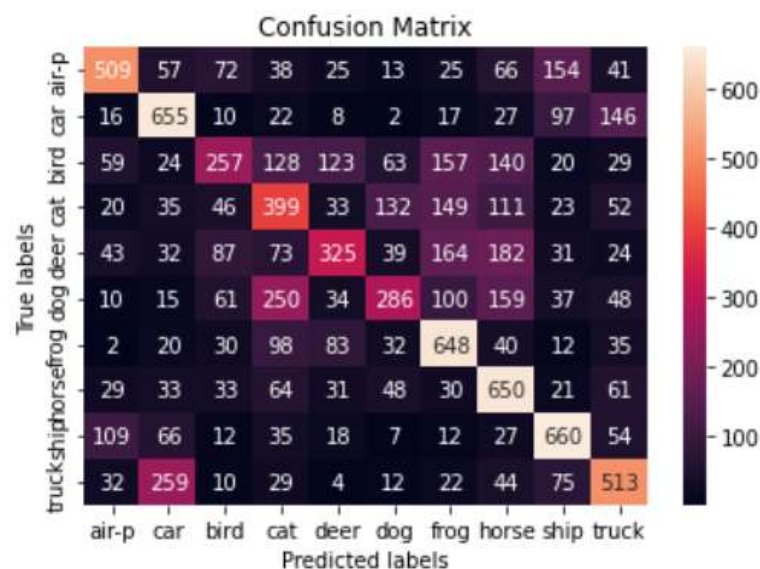 Confusion Matrix
air-p 509 57 72 38 25 13 25 66 154 41
car 16 655 10 22 8 2 17 27 97 146
bird 59 24 257 128 123 63 157 140 20 29
cat 20 35 46 399 33 132 149 111 23 52
deer 43 32 87 73 325 39 164 182 31 24
dog 10 15 61 250 34 286 100 159 37 48
frog 2 20 30 98 83 32 648 40 12 35
horse 29 33 33 64 31 48 30 650 21 61
ship 109 66 12 35 18 7 12 27 660 54
truck 32 259 10 29 4 12 22 44 75 513
air-p car bird cat deer dog frog horse ship truck
Predicted labels
True labels
600
500
400
300
200
100